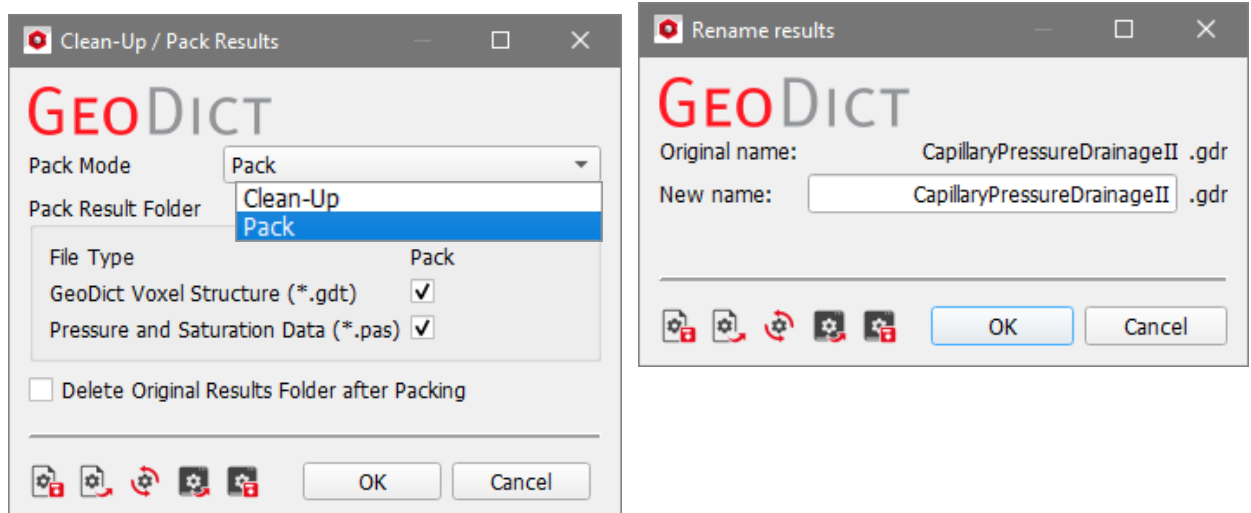 Clean-Up / Pack Results
GEODICT
Pack Mode
Pack
Clean-Up
Pack
Pack Result Folder
File Type Pack
GeoDict Voxel Structure (*.gdt)
Pressure and Saturation Data (*.pas)
Delete Original Results Folder after Packing
OK Cancel
Rename results
GEODICT
Original name: CapillaryPressureDrainageII .gdr
New name: CapillaryPressureDrainageII .gdr
OK Cancel